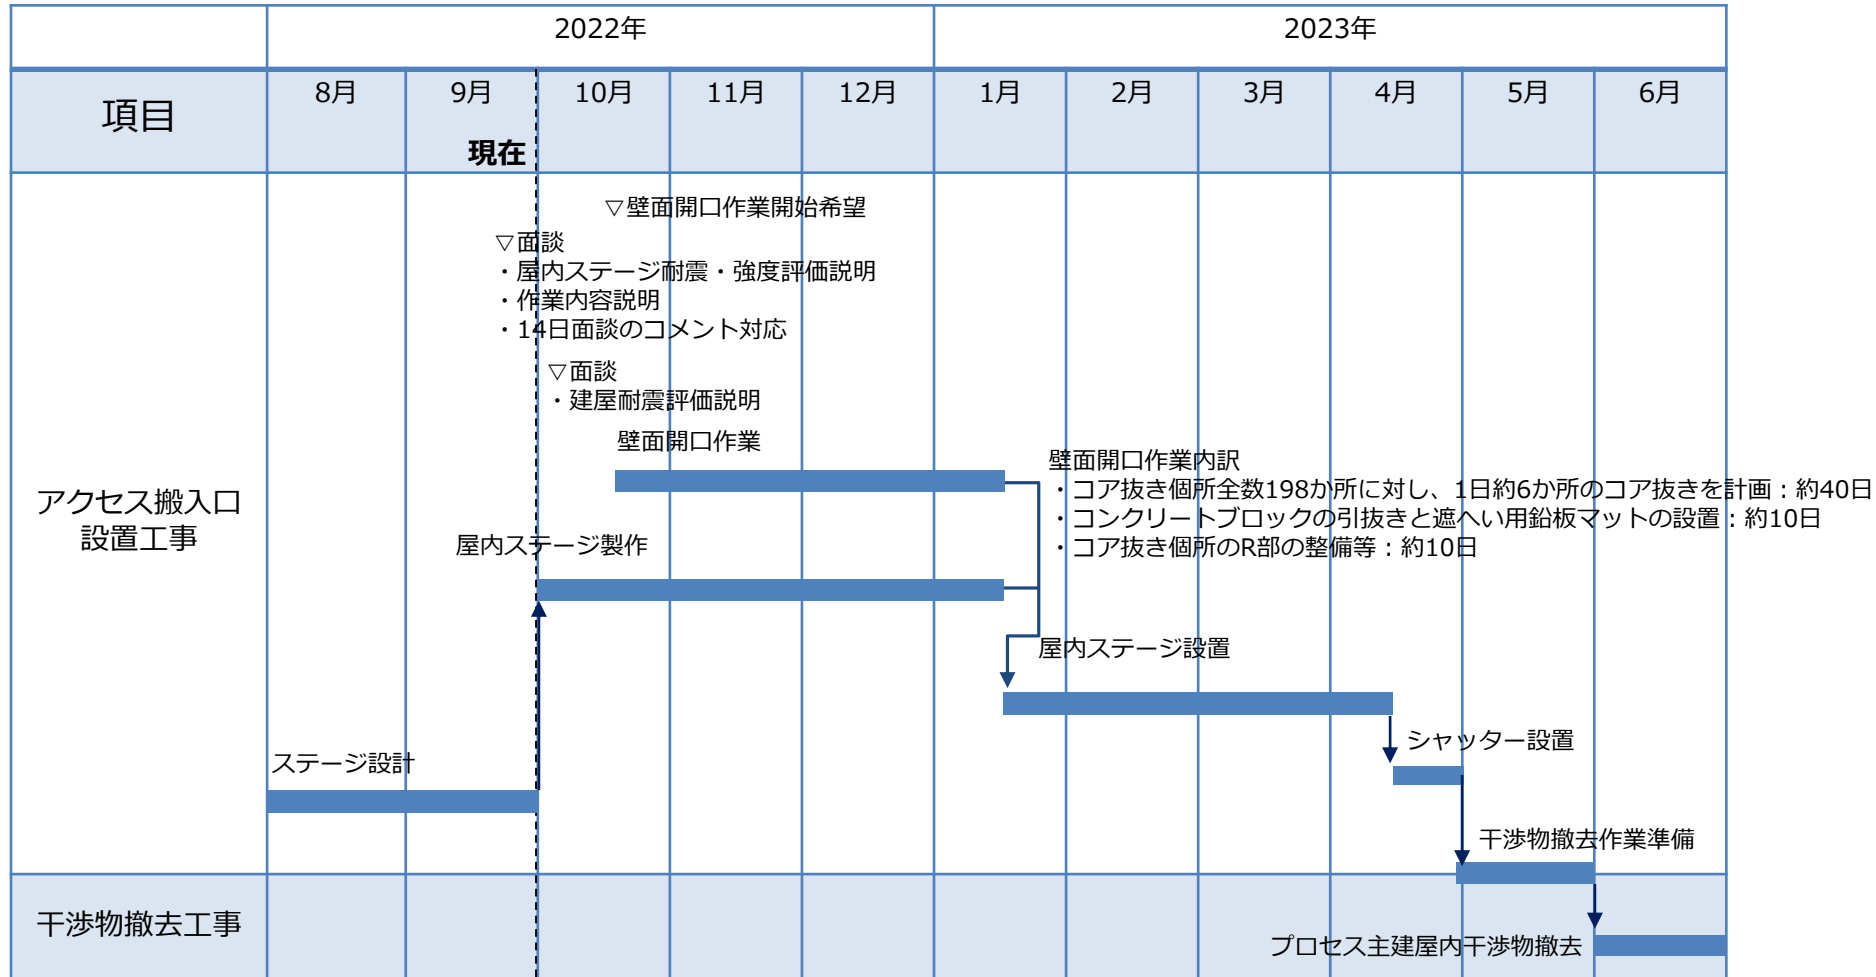 2022年
2023年
項目
8月
9月
10月
11月
12月
1月
2月
3月
4月
5月
6月
現在
▽壁面開口作業開始希望
▽面談
・屋内ステージ耐震・強度評価説明
・作業内容説明
・14日面談のコメント対応
▽面談
・建屋耐震評価説明
壁面開口作業
壁面開口作業内訳
・コア抜き個所全数198か所に対し、1日約6か所のコア抜きを計画：約40日
・コンクリートブロックの引抜きと遮へい用鉛板マットの設置：約10日
・コア抜き個所のR部の整備等：約10日
アクセス搬入口
設置工事
屋内ステージ製作
屋内ステージ設置
シャッター設置
ステージ設計
干渉物撤去作業準備
干渉物撤去工事
プロセス主建屋内干渉物撤去